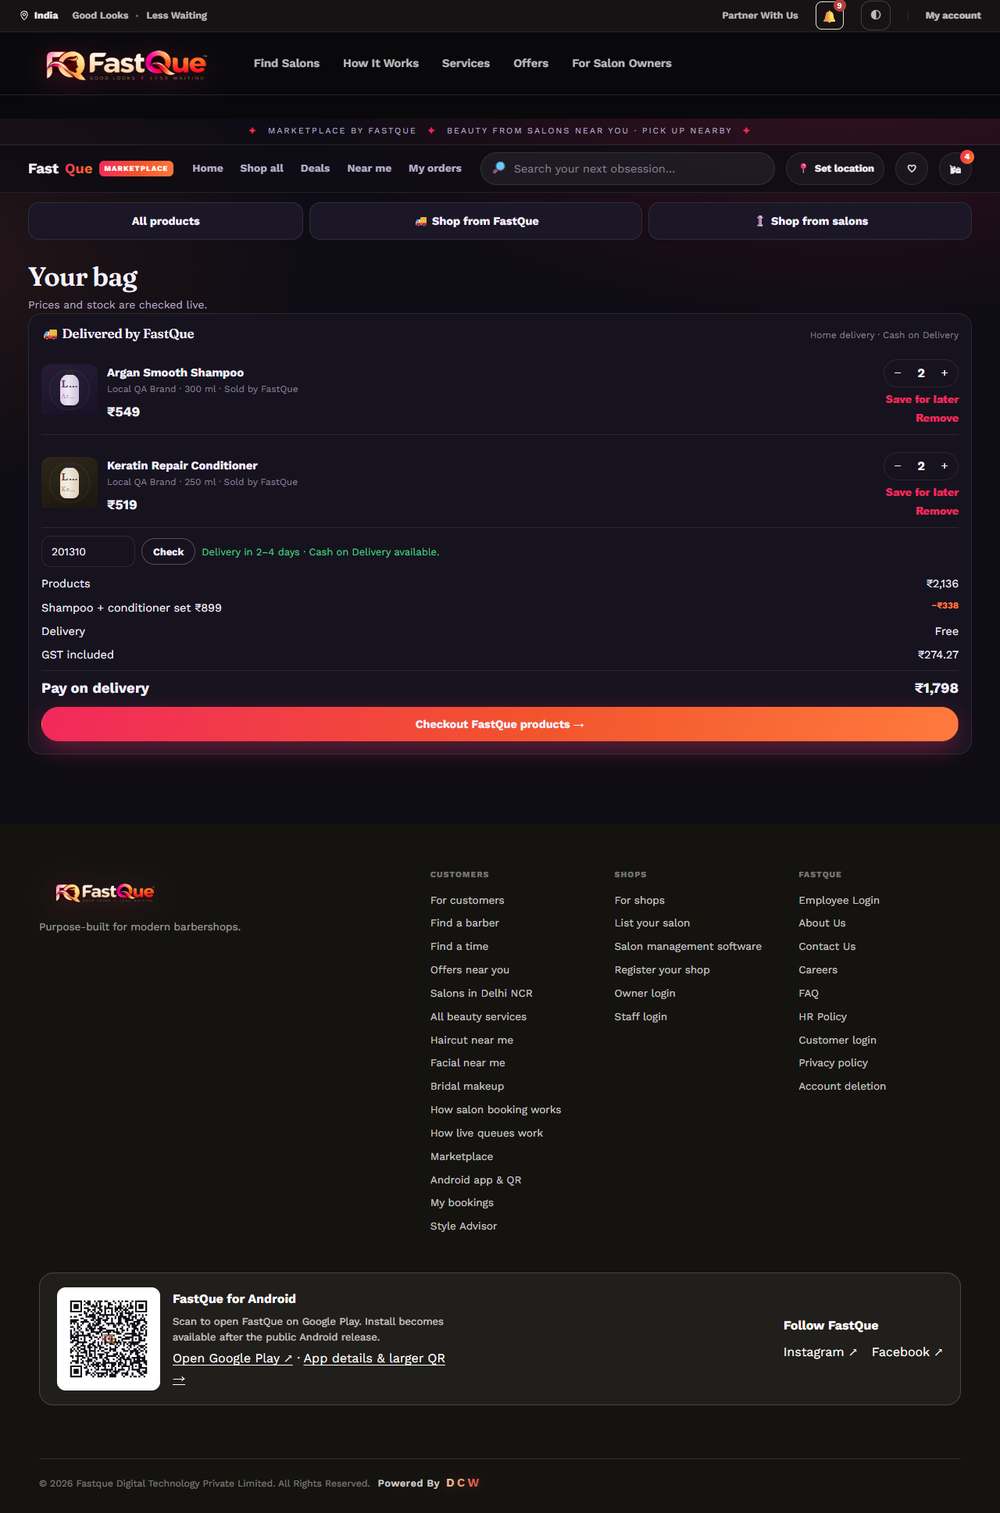 India Good Looks • Less Waiting
Partner With Us 9 My account
FastQue
GOOD LOOKS • LESS WAITING
Find Salons How It Works Services Offers For Salon Owners
✦ MARKETPLACE BY FASTQUE ✦ BEAUTY FROM SALONS NEAR YOU · PICK UP NEARBY ✦
Fast Que MARKETPLACE Home Shop all Deals Near me My orders Search your next obsession... Set location 4
All products Shop from FastQue Shop from salons
Your bag
Prices and stock are checked live.
Delivered by FastQue Home delivery · Cash on Delivery
L...
Ar...
Argan Smooth Shampoo
Local QA Brand · 300 ml · Sold by FastQue
₹549
− 2 +
Save for later
Remove
L...
Ke...
Keratin Repair Conditioner
Local QA Brand · 250 ml · Sold by FastQue
₹519
− 2 +
Save for later
Remove
201310 Check Delivery in 2–4 days · Cash on Delivery available.
Products ₹2,136
Shampoo + conditioner set ₹899 −₹338
Delivery Free
GST included ₹274.27
Pay on delivery ₹1,798
Checkout FastQue products →
FastQue
Purpose-built for modern barbershops.
CUSTOMERS
For customers
Find a barber
Find a time
Offers near you
Salons in Delhi NCR
All beauty services
Haircut near me
Facial near me
Bridal makeup
How salon booking works
How live queues work
Marketplace
Android app & QR
My bookings
Style Advisor
SHOPS
For shops
List your salon
Salon management software
Register your shop
Owner login
Staff login
FASTQUE
Employee Login
About Us
Contact Us
Careers
FAQ
HR Policy
Customer login
Privacy policy
Account deletion
FastQue for Android
Scan to open FastQue on Google Play. Install becomes
available after the public Android release.
Open Google Play ↗ · App details & larger QR
→
Follow FastQue
Instagram ↗ Facebook ↗
© 2026 Fastque Digital Technology Private Limited. All Rights Reserved. Powered By DCW